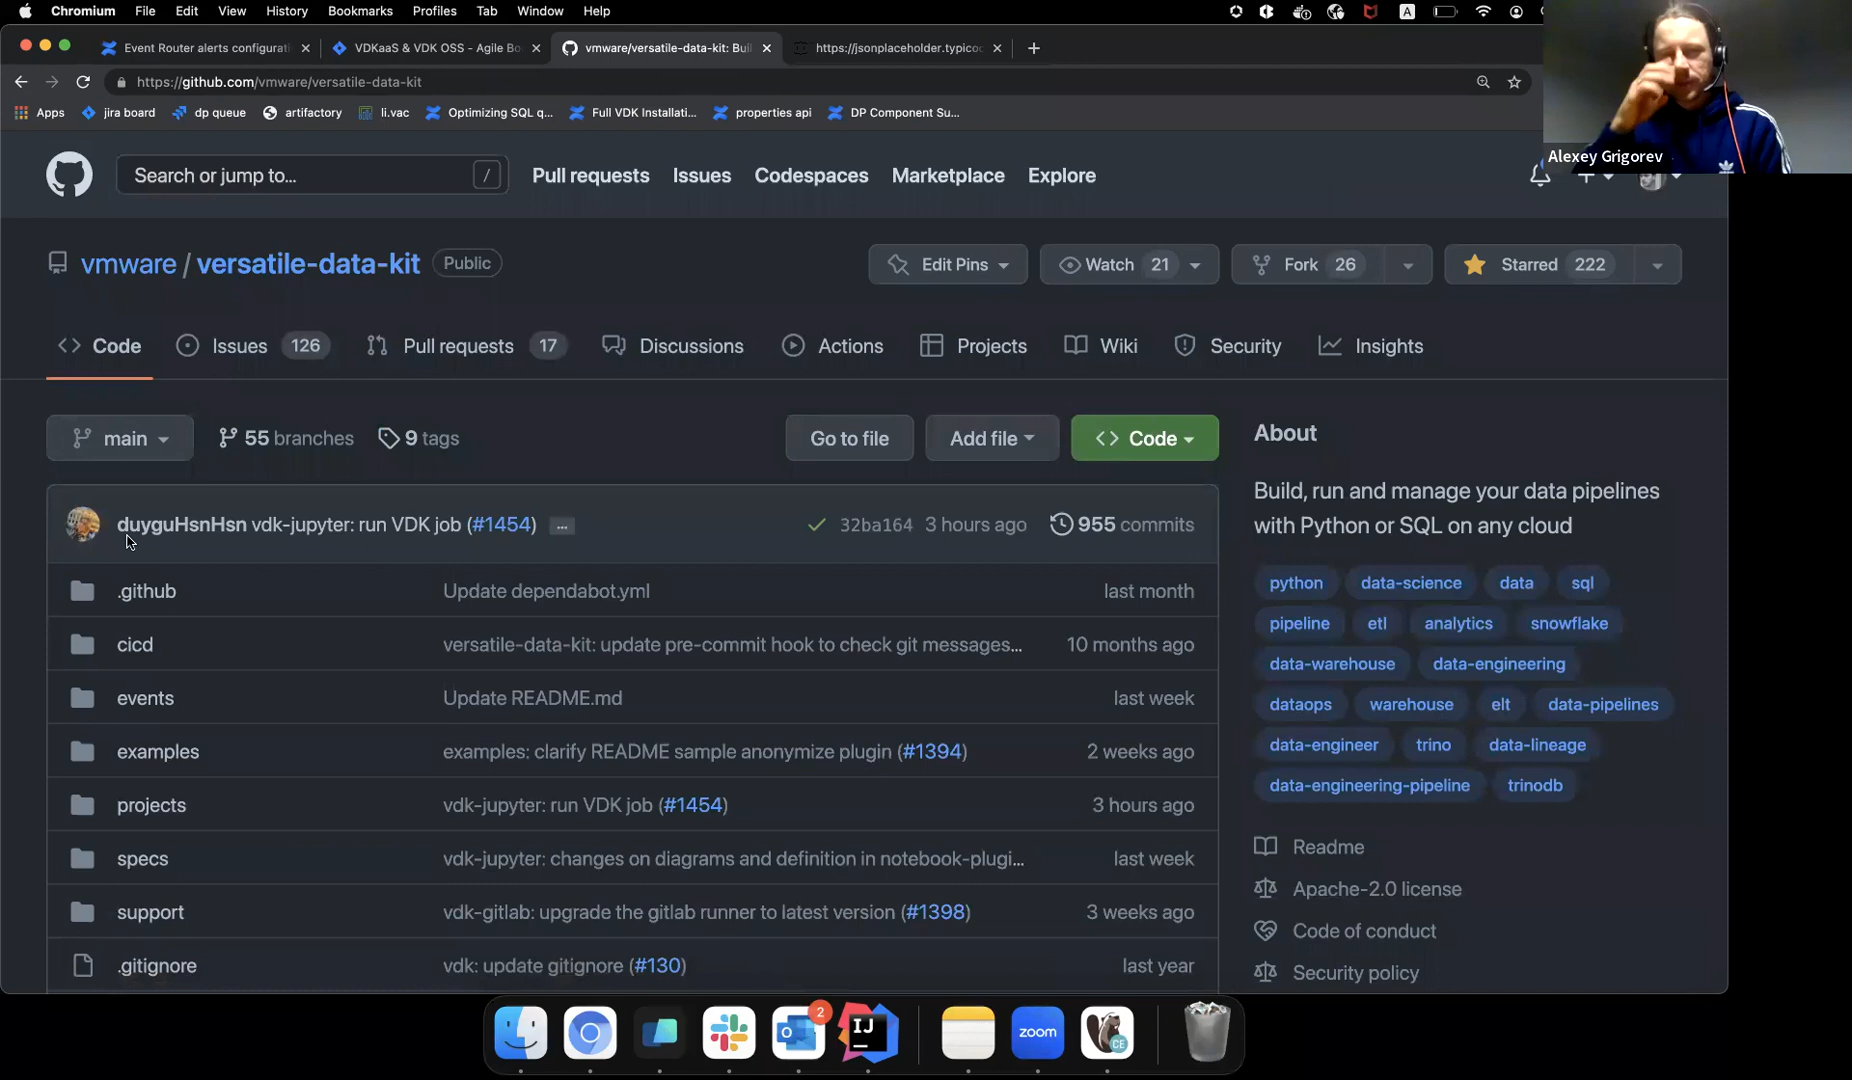 Chromium File Edit View History Bookmarks Profiles Tab Window Help
Event Router alerts configurati
VDKaaS & VDK OSS - Agile Bo
vmware/versatile-data-kit: Buil
https://jsonplaceholder.typicod
https://github.com/vmware/versatile-data-kit
Apps jira board dp queue artifactory li.vac Optimizing SQL q... Full VDK Installati... properties api DP Component Su...
Alexey Grigorev
Search or jump to... /
Pull requests Issues Codespaces Marketplace Explore
vmware / versatile-data-kit Public
Edit Pins Watch 21 Fork 26 Starred 222
Code Issues 126 Pull requests 17 Discussions Actions Projects Wiki Security Insights
main 55 branches 9 tags Go to file Add file Code
duyguHsnHsn vdk-jupyter: run VDK job (#1454) ... 32ba164 3 hours ago 955 commits
.github Update dependabot.yml last month
cicd versatile-data-kit: update pre-commit hook to check git messages... 10 months ago
events Update README.md last week
examples examples: clarify README sample anonymize plugin (#1394) 2 weeks ago
projects vdk-jupyter: run VDK job (#1454) 3 hours ago
specs vdk-jupyter: changes on diagrams and definition in notebook-plugi... last week
support vdk-gitlab: upgrade the gitlab runner to latest version (#1398) 3 weeks ago
.gitignore vdk: update gitignore (#130) last year
About
Build, run and manage your data pipelines
with Python or SQL on any cloud
python data-science data sql
pipeline etl analytics snowflake
data-warehouse data-engineering
dataops warehouse elt data-pipelines
data-engineer trino data-lineage
data-engineering-pipeline trinodb
Readme
Apache-2.0 license
Code of conduct
Security policy
2
IJ
zoom
CE